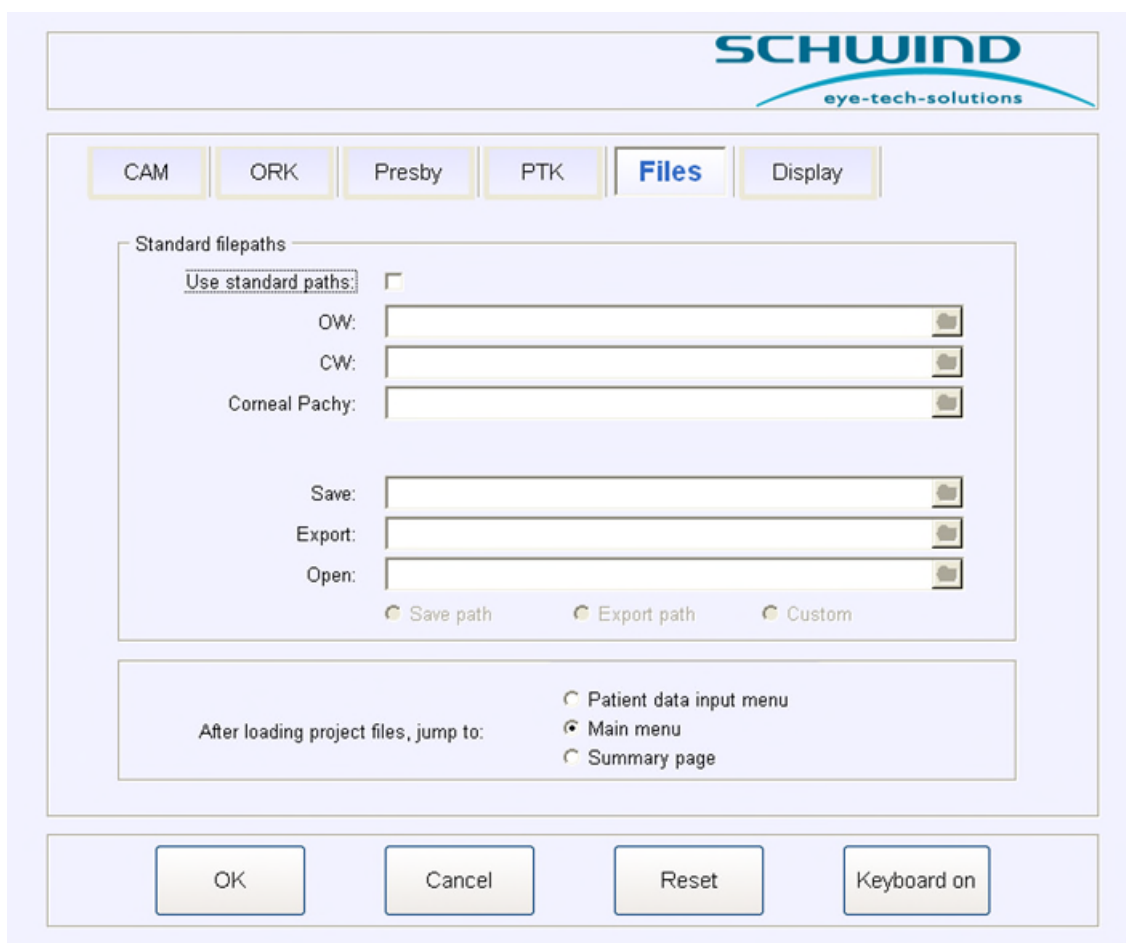 SCHWIND
eye-tech-solutions
CAM ORK Presby PTK Files Display
Standard filepaths
Use standard paths:
OW:
CW:
Corneal Pachy:
Save:
Export:
Open:
Save path Export path Custom
Patient data input menu
After loading project files, jump to:
Main menu
Summary page
OK Cancel Reset Keyboard on